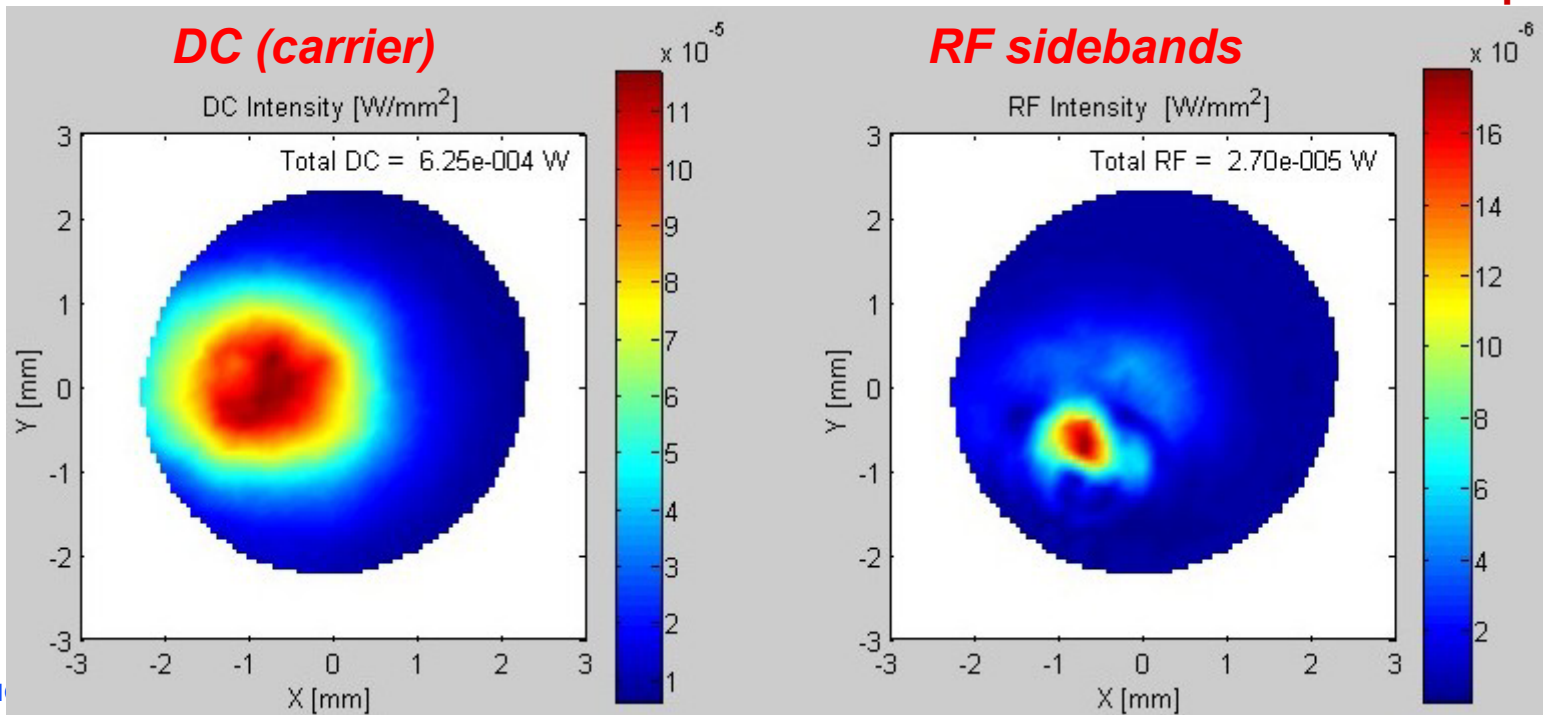 DC (carrier)
x 10^-5
DC Intensity [W/mm^2]
Total DC = 6.25e-004 W
3
2
1
0
-1
-2
-3
Y [mm]
-3 -2 -1 0 1 2 3
X [mm]
11
10
9
8
7
6
5
4
3
2
1
RF sidebands
x 10^-6
RF Intensity [W/mm^2]
Total RF = 2.70e-005 W
3
2
1
0
-1
-2
-3
Y [mm]
-3 -2 -1 0 1 2 3
X [mm]
16
14
12
10
8
6
4
2